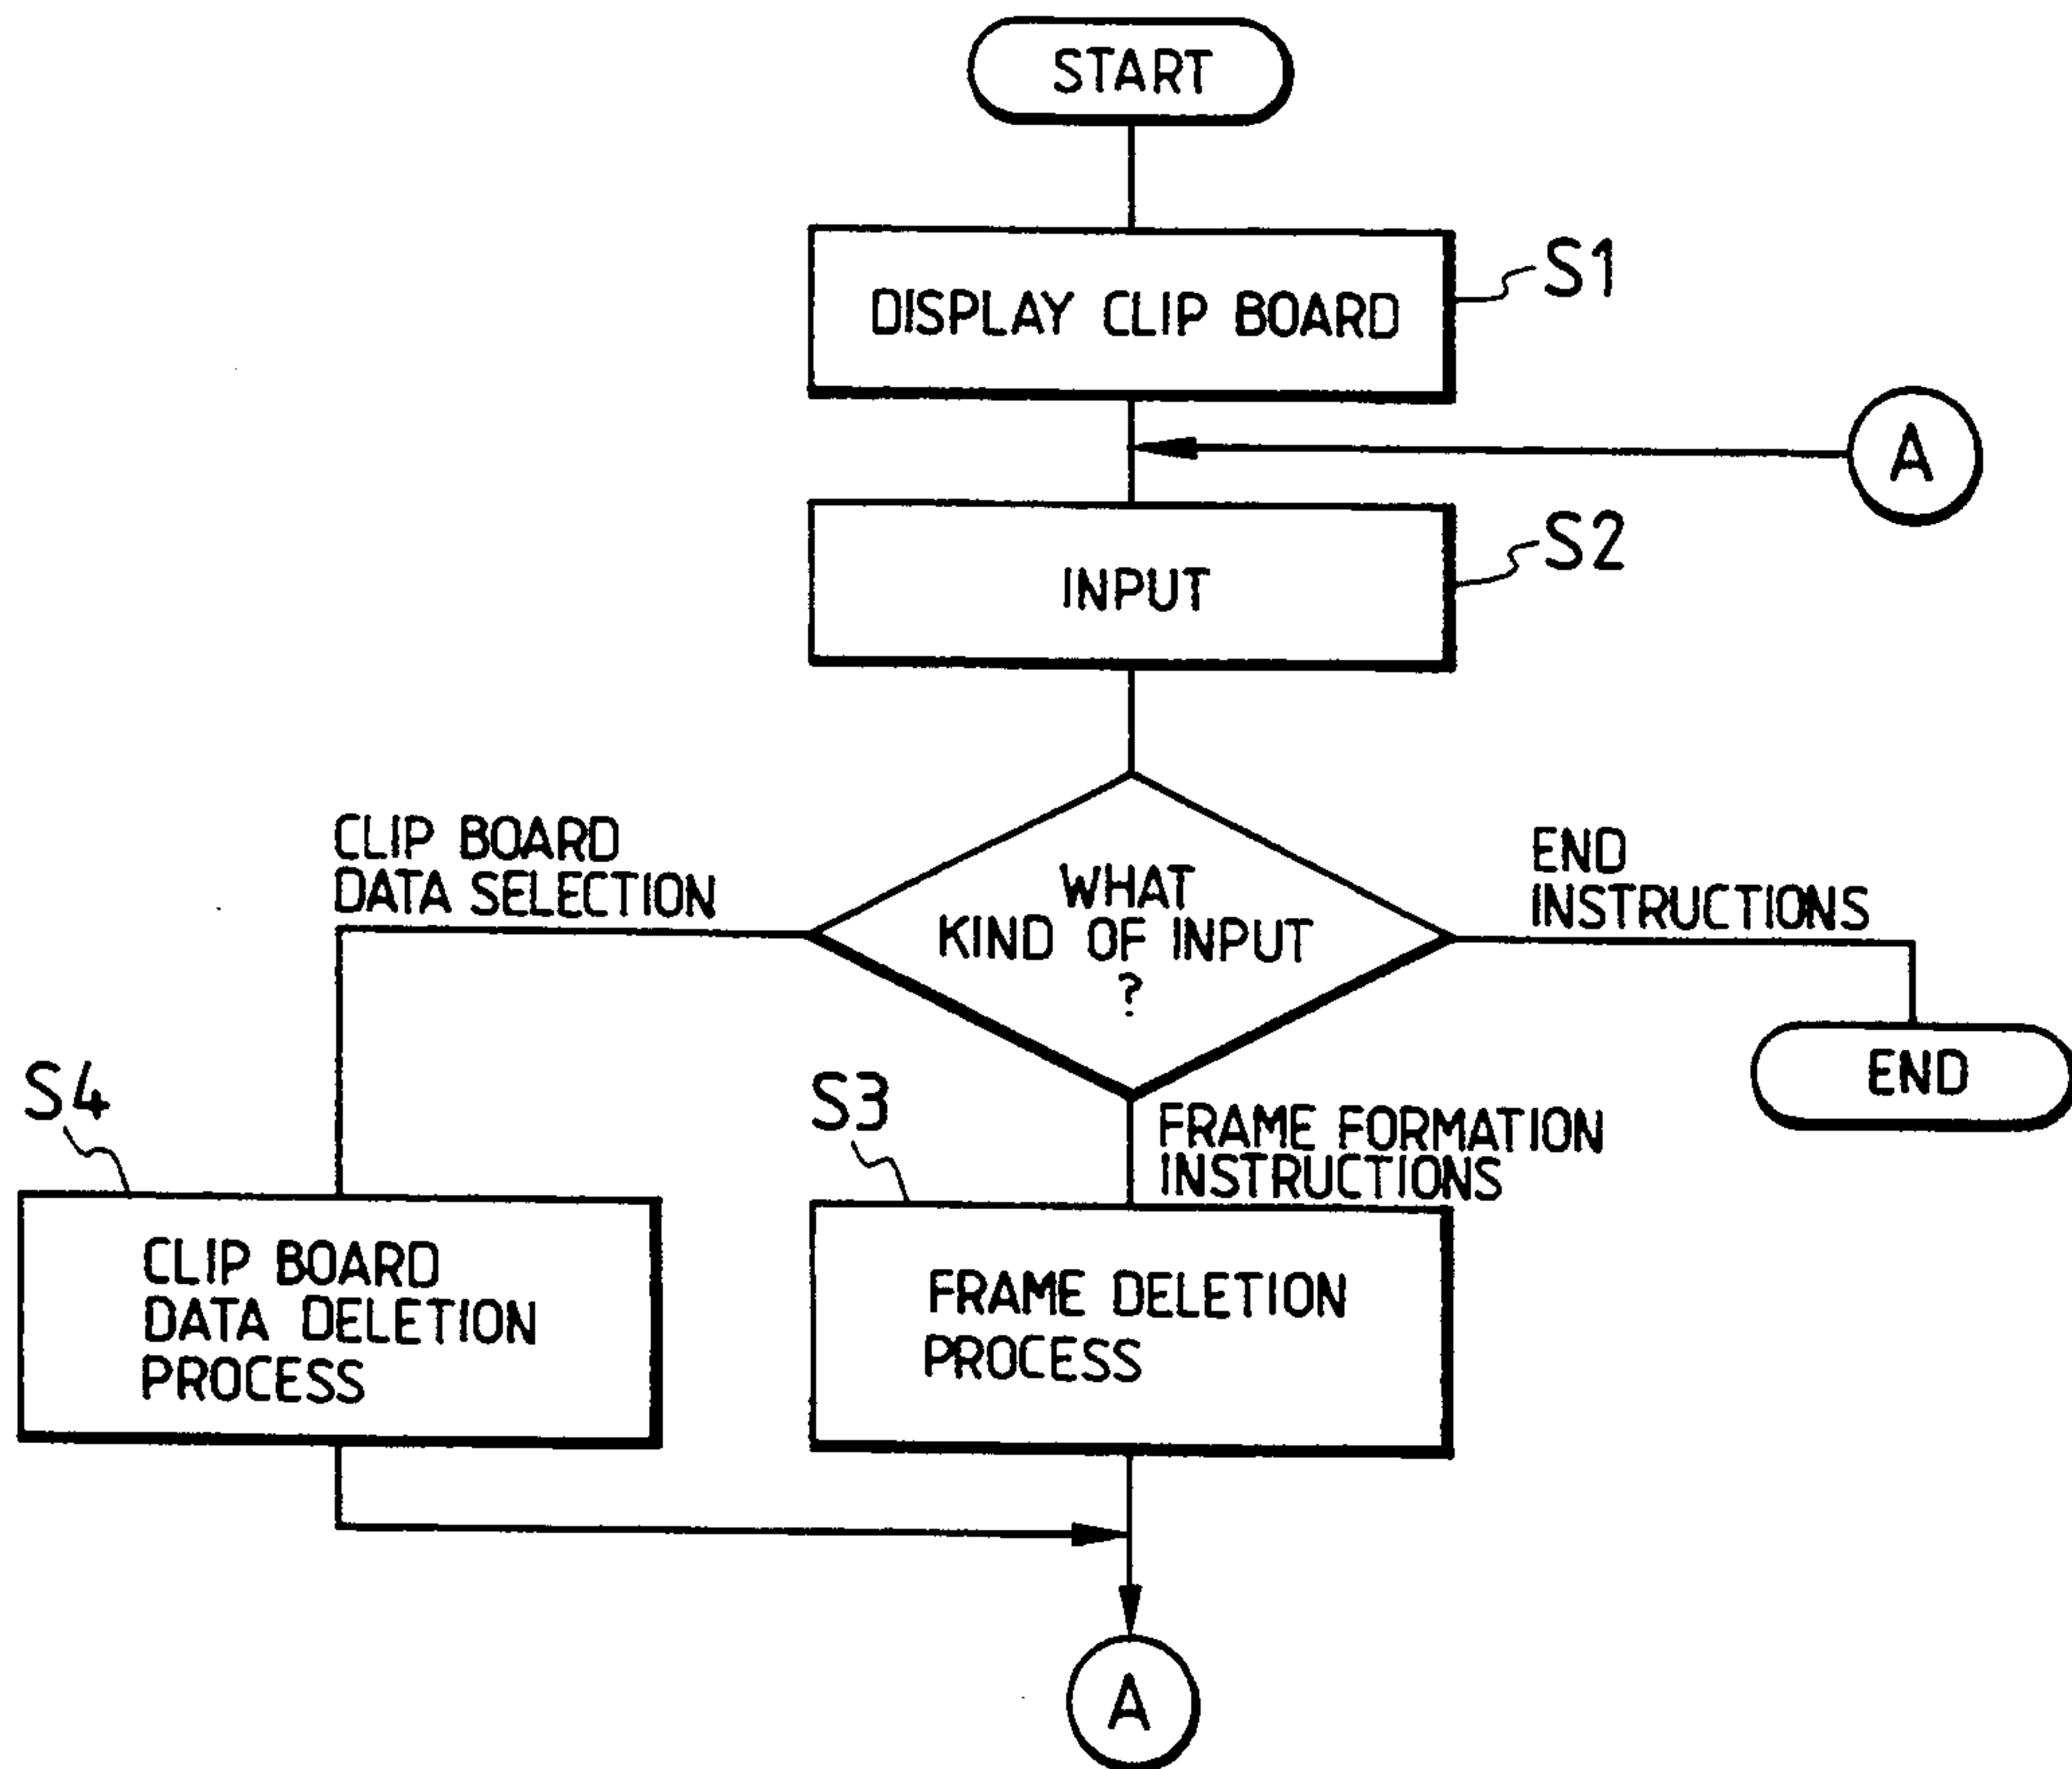 START
DISPLAY CLIP BOARD
S1
A
INPUT
S2
WHAT
KIND OF INPUT
?
CLIP BOARD
DATA SELECTION
END
INSTRUCTIONS
END
S4
S3
FRAME FORMATION
INSTRUCTIONS
CLIP BOARD
DATA DELETION
PROCESS
FRAME DELETION
PROCESS
A